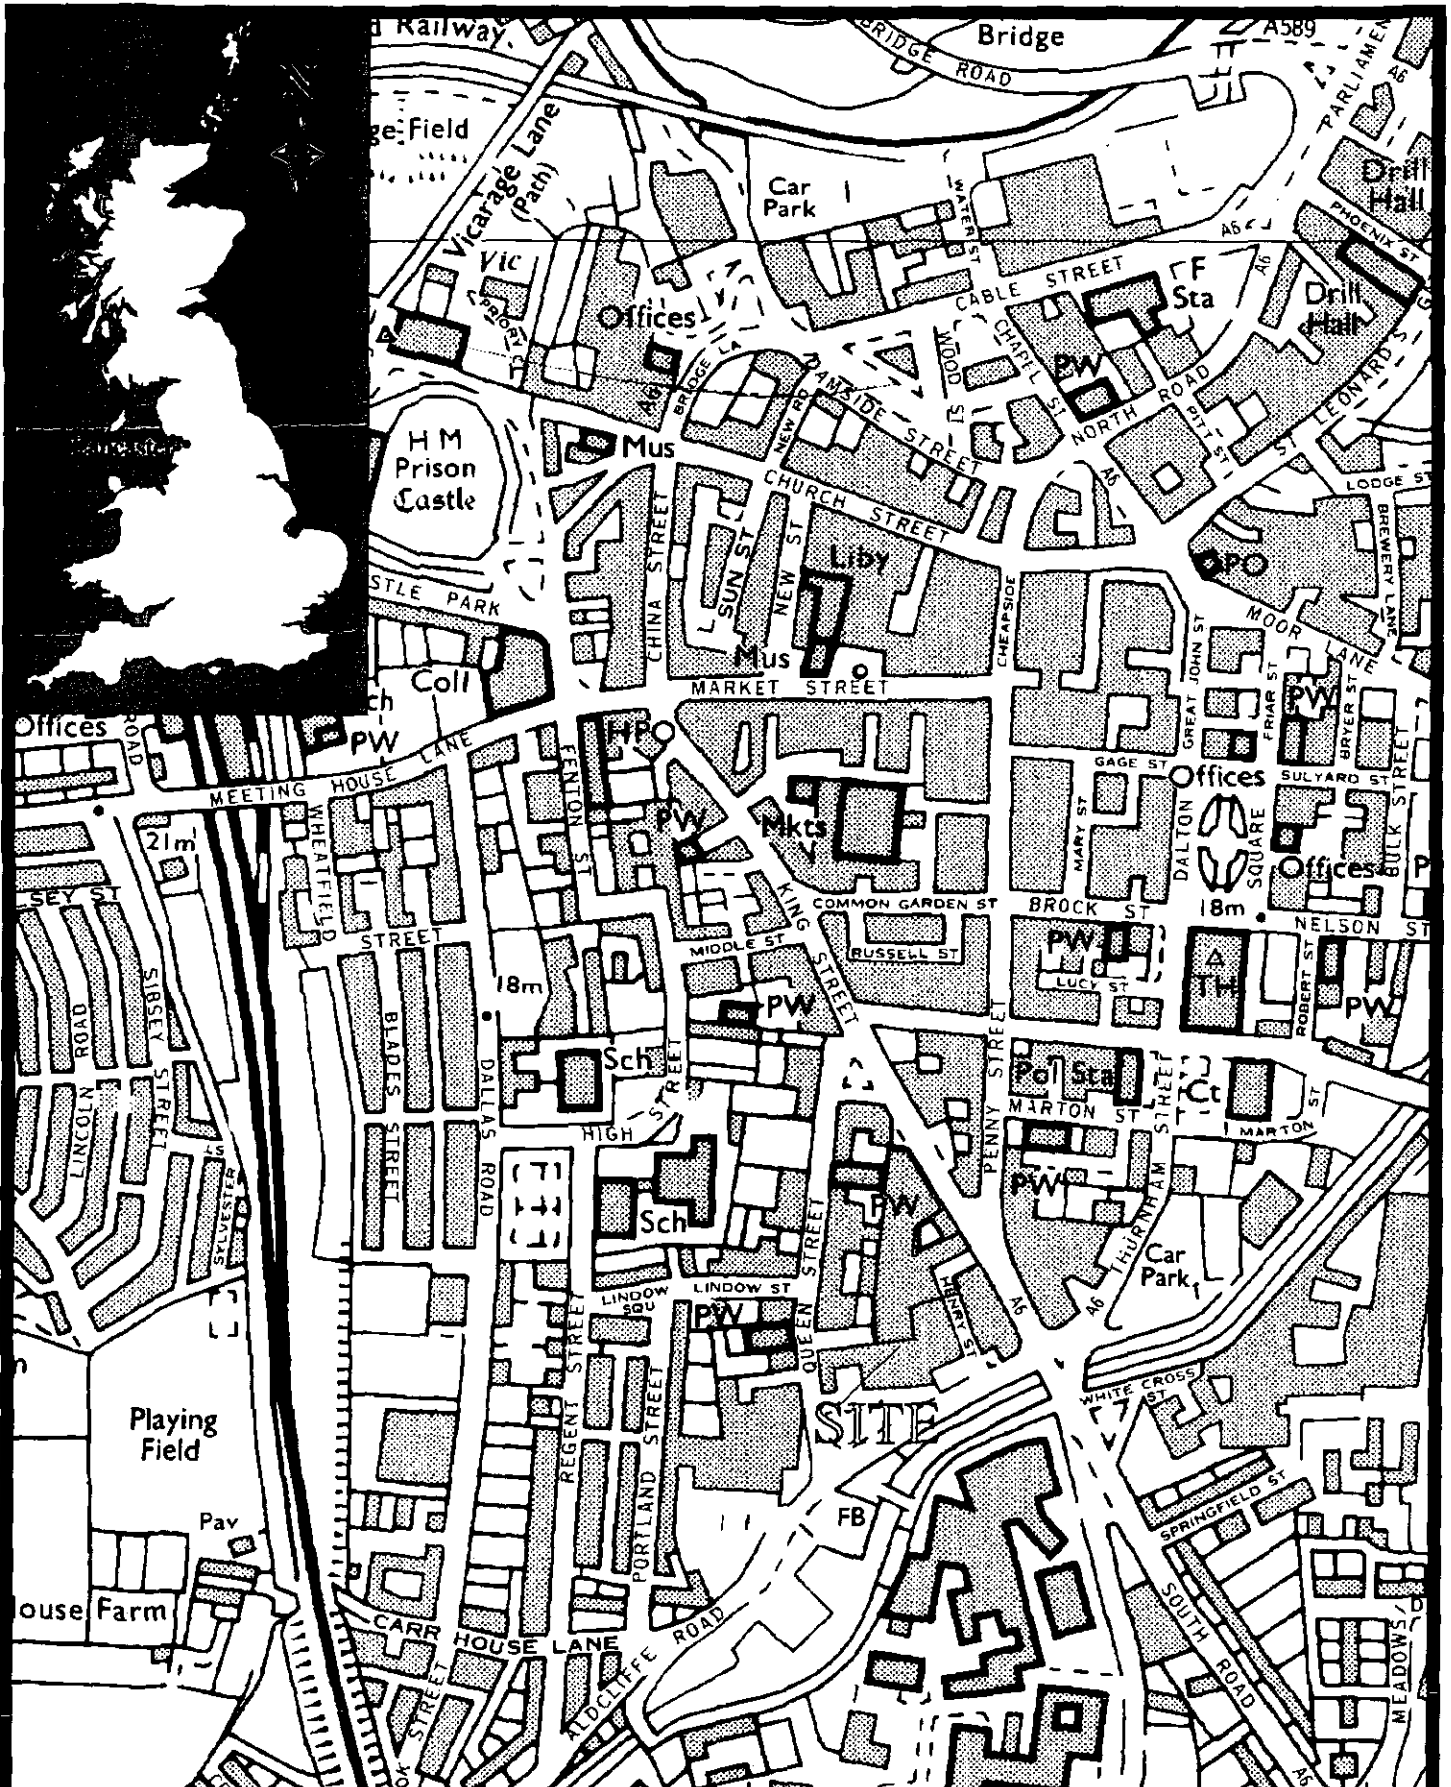 d Railway
Bridge
A589
BRIDGE ROAD
PARLIAMEN
A6
ge Field
Vicarage Lane
(Path)
Car
Park
WATER ST
Drill
Hall
PHOENIX ST
A6
A6
Vic
PRIORY CL
CABLE STREET
F
Sta
Drill
Hall
Offices
BRIDGE LA
A6
DAMSIDE STREET
WOOD ST
CHAPEL ST
PW
NORTH ROAD
PITT ST
ST LEONARD'S G
NEW RD
Lancaster
H M
Prison
Castle
Mus
CHURCH STREET
A6
LODGE ST
BREWERY LANE
CHINA STREET
SUN ST
NEW ST
Liby
PO
STLE PARK
CHEAPSIDE
MOOR LANE
GREAT JOHN ST
FRIAR ST
BRYER ST
PW
Mus
MARKET STREET
Coll
ch
PW
Offices
ROAD
HP
MEETING HOUSE LANE
FENTON ST
GAGE ST
Offices
SULYARD ST
BULK STREET
21m
WHEATFIELD
STREET
PW
Mkts
MARY ST
DALTON
SQUARE
Offices
P
SEY ST
KING STREET
COMMON GARDEN ST
BROCK ST
18m
NELSON ST
MIDDLE ST
RUSSELL ST
PW
LUCY ST
TH
ROBERT ST
PW
SIBSEY STREET
18m
PW
LINCOLN ROAD
BLADES STREET
DALLAS ROAD
Sch
HIGH STREET
PENNY STREET
Pol Sta
Ct
MARTON ST
MARTON ST
SYLVESTER ST
Sch
QUEEN STREET
PW
PW
THURNHAM STREET
Car
Park
LINDOW
SQU
LINDOW ST
PW
HENRY ST
A6
A6
REGENT STREET
PORTLAND STREET
WHITE CROSS
ST
SITE
Playing
Field
Pav
FB
SPRINGFIELD ST
ouse Farm
CARR HOUSE LANE
ALDCLIFFE ROAD
SOUTH ROAD
STREET
MEADOWS
A6